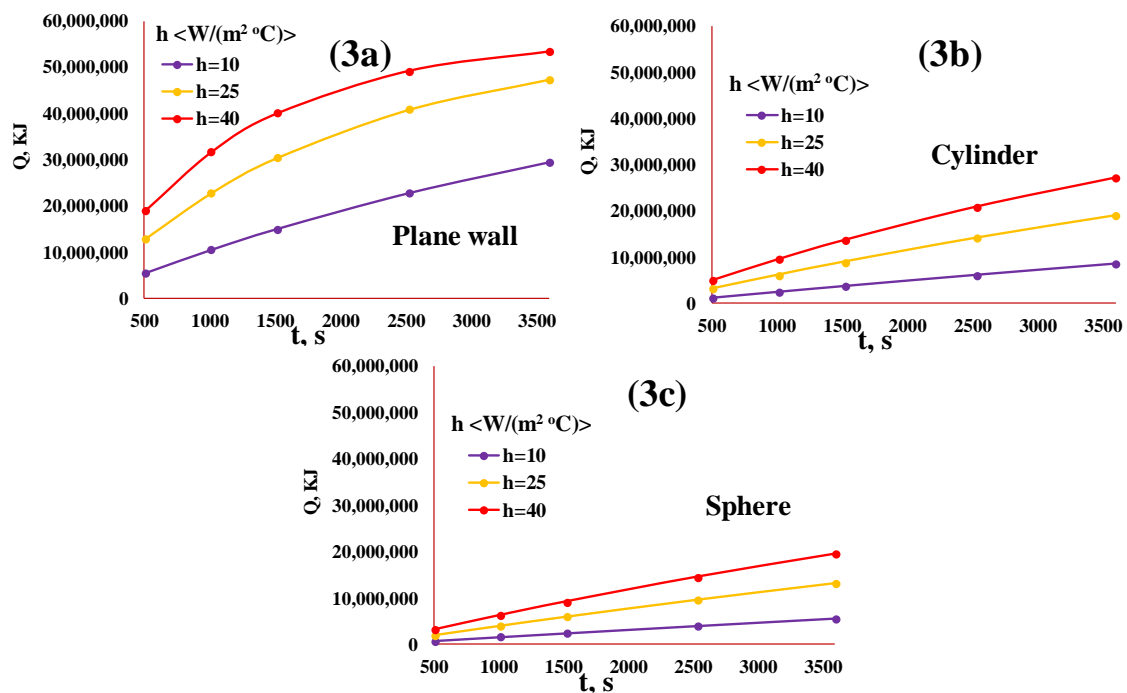 (3a)
60,000,000
50,000,000
40,000,000
30,000,000
20,000,000
10,000,000
0
Q, KJ
h <W/(m² °C)>
h=10
h=25
h=40
Plane wall
500 1000 1500 2000 2500 3000 3500
t, s
(3b)
60,000,000
50,000,000
40,000,000
30,000,000
20,000,000
10,000,000
0
Q, KJ
h <W/(m² °C)>
h=10
h=25
h=40
Cylinder
500 1000 1500 2000 2500 3000 3500
t, s
(3c)
60,000,000
50,000,000
40,000,000
30,000,000
20,000,000
10,000,000
0
Q, KJ
h <W/(m² °C)>
h=10
h=25
h=40
Sphere
500 1000 1500 2000 2500 3000 3500
t, s